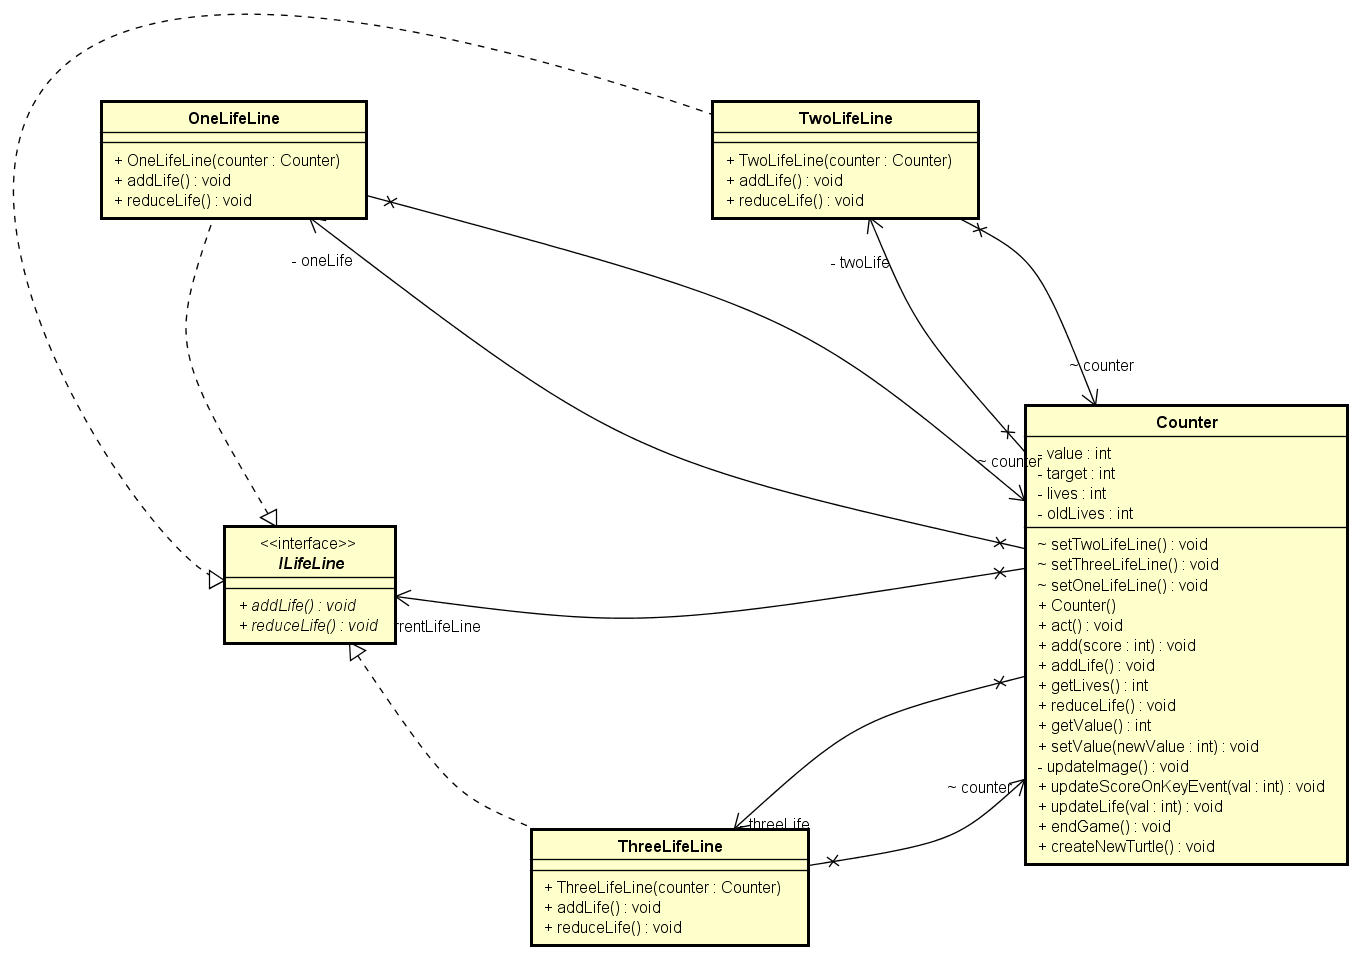 OneLifeLine
+ OneLifeLine(counter : Counter)
+ addLife() : void
+ reduceLife() : void
TwoLifeLine
+ TwoLifeLine(counter : Counter)
+ addLife() : void
+ reduceLife() : void
- oneLife
- twoLife
~ counter
~ counter
Counter
- value : int
- target : int
- lives : int
- oldLives : int
~ setTwoLifeLine() : void
~ setThreeLifeLine() : void
~ setOneLifeLine() : void
+ Counter()
+ act() : void
+ add(score : int) : void
+ addLife() : void
+ getLives() : int
+ reduceLife() : void
+ getValue() : int
+ setValue(newValue : int) : void
- updateImage() : void
+ updateScoreOnKeyEvent(val : int) : void
+ updateLife(val : int) : void
+ endGame() : void
+ createNewTurtle() : void
<<interface>>
ILifeLine
+ addLife() : void
+ reduceLife() : void
rrentLifeLine
~ counter
threeLife
ThreeLifeLine
+ ThreeLifeLine(counter : Counter)
+ addLife() : void
+ reduceLife() : void